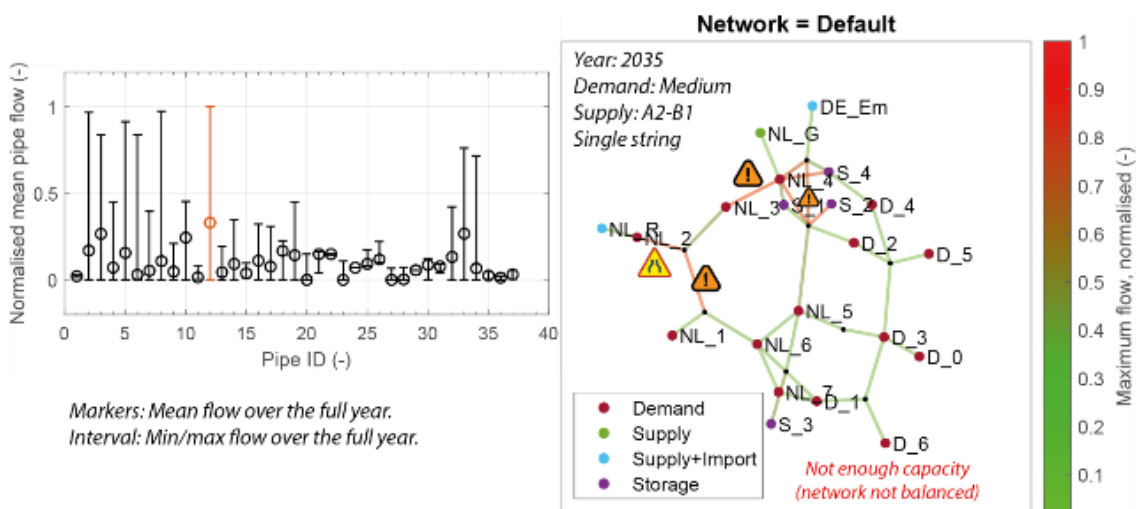 Normalised mean pipe flow (-)
1
0.5
0
0 5 10 15 20 25 30 35 40
Pipe ID (-)
Markers: Mean flow over the full year.
Interval: Min/max flow over the full year.
Network = Default
Year: 2035
Demand: Medium
Supply: A2-B1
Single string
DE_Em
NL_G
NL_4
S_4
NL_3
S_1
S_2
D_4
NL_R
NL_2
D_2
D_5
NL_5
NL_1
NL_6
D_3
D_0
NL_7
D_1
S_3
D_6
Demand
Supply
Supply+Import
Storage
Not enough capacity
(network not balanced)
1
0.9
0.8
0.7
0.6
0.5
0.4
0.3
0.2
0.1
Maximum flow, normalised (-)